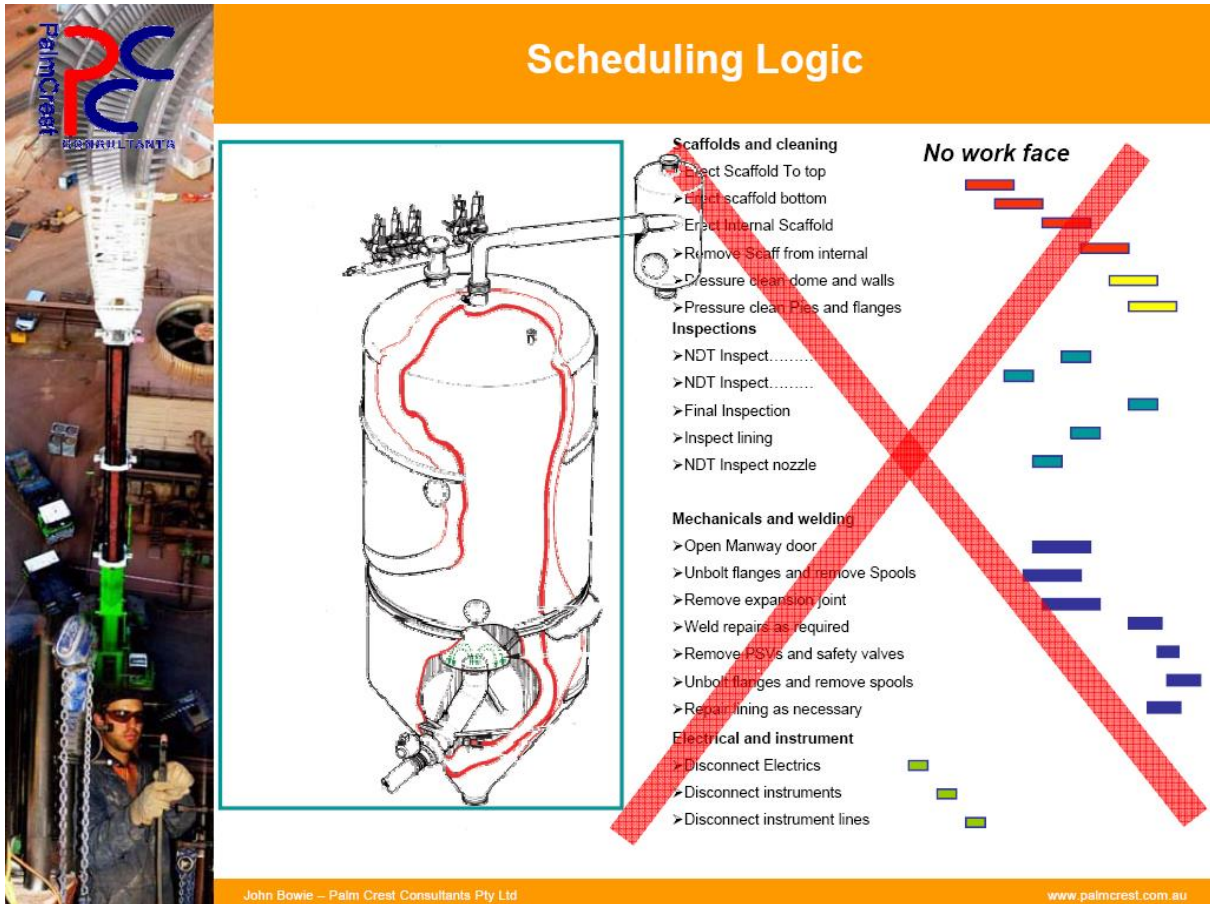 PalmCrest
PCC
CONSULTANTS
Scheduling Logic
No work face
Scaffolds and cleaning
➢Erect Scaffold To top
➢Erect scaffold bottom
➢Erect Internal Scaffold
➢Remove Scaff from internal
➢Pressure clean dome and walls
➢Pressure clean Pies and flanges
Inspections
➢NDT Inspect.........
➢NDT Inspect.........
➢Final Inspection
➢Inspect lining
➢NDT Inspect nozzle
Mechanicals and welding
➢Open Manway door
➢Unbolt flanges and remove Spools
➢Remove expansion joint
➢Weld repairs as required
➢Remove PSVs and safety valves
➢Unbolt flanges and remove spools
➢Repair lining as necessary
Electrical and instrument
➢Disconnect Electrics
➢Disconnect instruments
➢Disconnect instrument lines
John Bowie – Palm Crest Consultants Pty Ltd
www.palmcrest.com.au